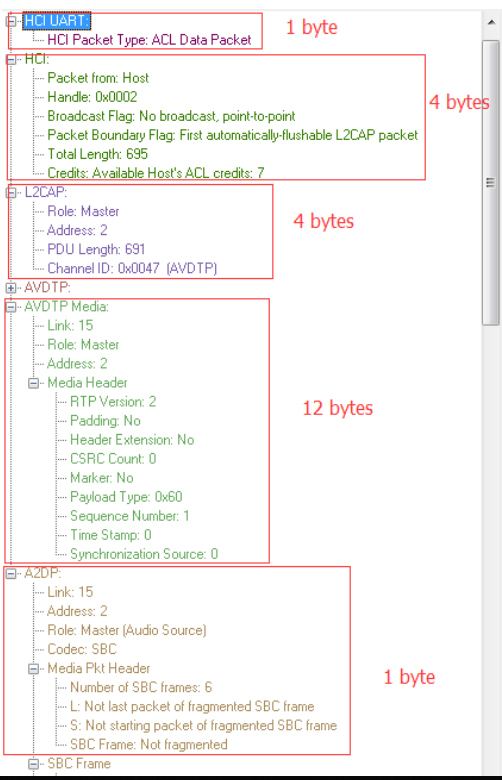 HCI UART:
1 byte
HCI Packet Type: ACL Data Packet
HCI:
Packet from: Host
Handle: 0x0002
4 bytes
Broadcast Flag: No broadcast, point-to-point
Packet Boundary Flag: First automatically-flushable L2CAP packet
Total Length: 695
Credits: Available Host's ACL credits: 7
L2CAP:
Role: Master
4 bytes
Address: 2
PDU Length: 691
Channel ID: 0x0047 (AVDTP)
AVDTP:
AVDTP Media:
Link: 15
Role: Master
Address: 2
Media Header
RTP Version: 2
12 bytes
Padding: No
Header Extension: No
CSRC Count: 0
Marker: No
Payload Type: 0x60
Sequence Number: 1
Time Stamp: 0
Synchronization Source: 0
A2DP:
Link: 15
Address: 2
Role: Master (Audio Source)
Codec: SBC
Media Pkt Header
1 byte
Number of SBC frames: 6
L: Not last packet of fragmented SBC frame
S: Not starting packet of fragmented SBC frame
SBC Frame: Not fragmented
SBC Frame